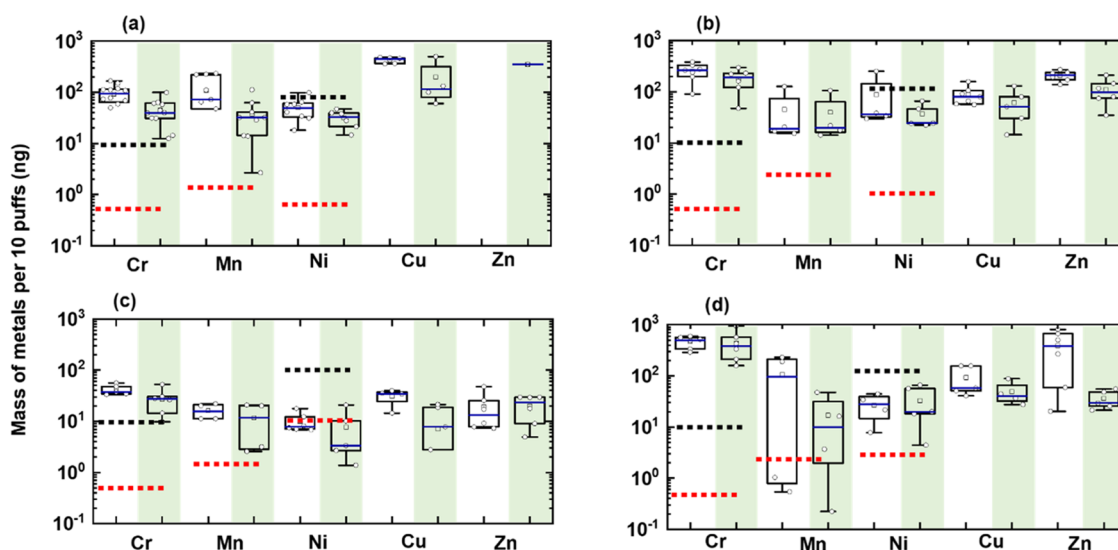 Mass of metals per 10 puffs (ng)
(a)
10³
10²
10¹
10⁰
10⁻¹
Cr Mn Ni Cu Zn
(b)
10³
10²
10¹
10⁰
10⁻¹
Cr Mn Ni Cu Zn
(c)
10³
10²
10¹
10⁰
10⁻¹
Cr Mn Ni Cu Zn
(d)
10³
10²
10¹
10⁰
10⁻¹
Cr Mn Ni Cu Zn